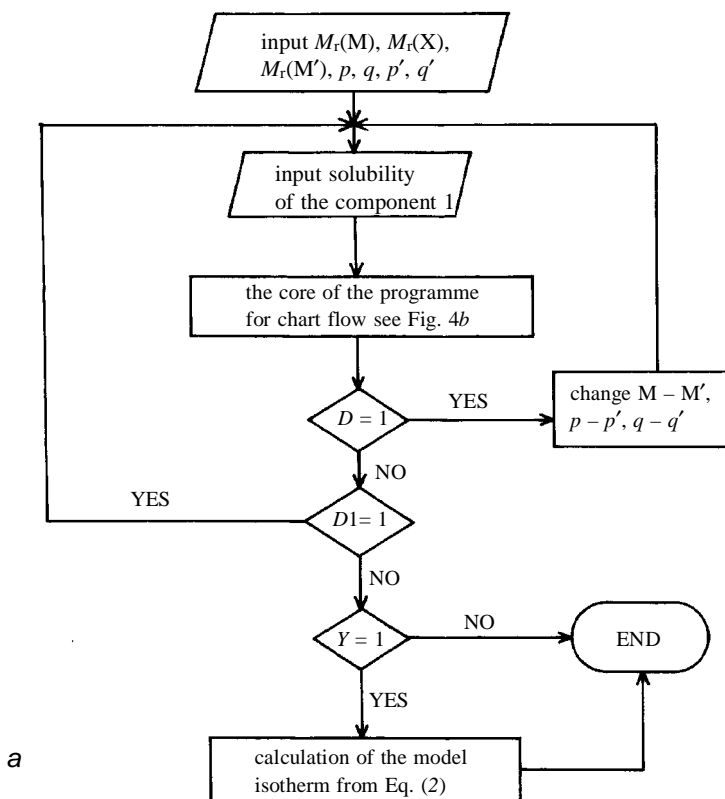 input Mr(M), Mr(X),
Mr(M′), p, q, p′, q′
input solubility
of the component 1
the core of the programme
for chart flow see Fig. 4b
D = 1
YES
change M – M′,
p – p′, q – q′
NO
YES
D1= 1
NO
Y = 1
NO
END
YES
calculation of the model
isotherm from Eq. (2)
a